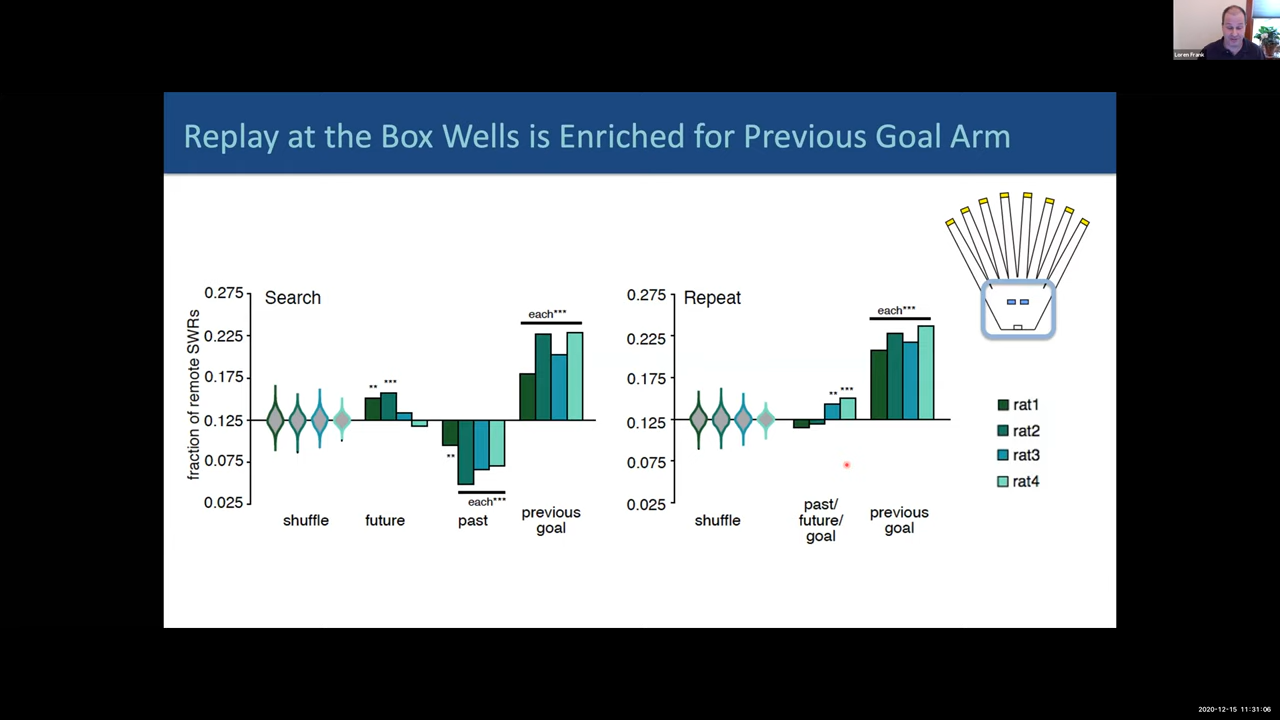 Loren Frank
Replay at the Box Wells is Enriched for Previous Goal Arm
fraction of remote SWRs
0.275
0.225
0.175
0.125
0.075
0.025
Search
**
***
**
each***
each***
shuffle
future
past
previous
goal
0.275
0.225
0.175
0.125
0.075
0.025
Repeat
**
***
each***
shuffle
past/
future/
goal
previous
goal
rat1
rat2
rat3
rat4
2020-12-15 11:31:06